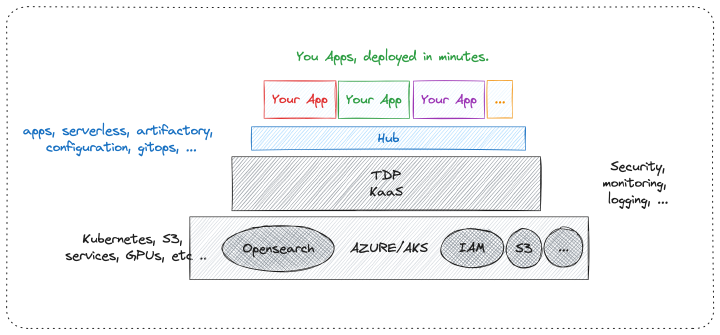 You Apps, deployed in minutes.
Your App
Your App
Your App
...
apps, serverless, artifactory,
configuration, gitops, ...
Hub
TDP
KaaS
Security,
monitoring,
logging, ...
Kubernetes, S3,
services, GPUs, etc ..
Opensearch
AZURE/AKS
IAM
S3
...